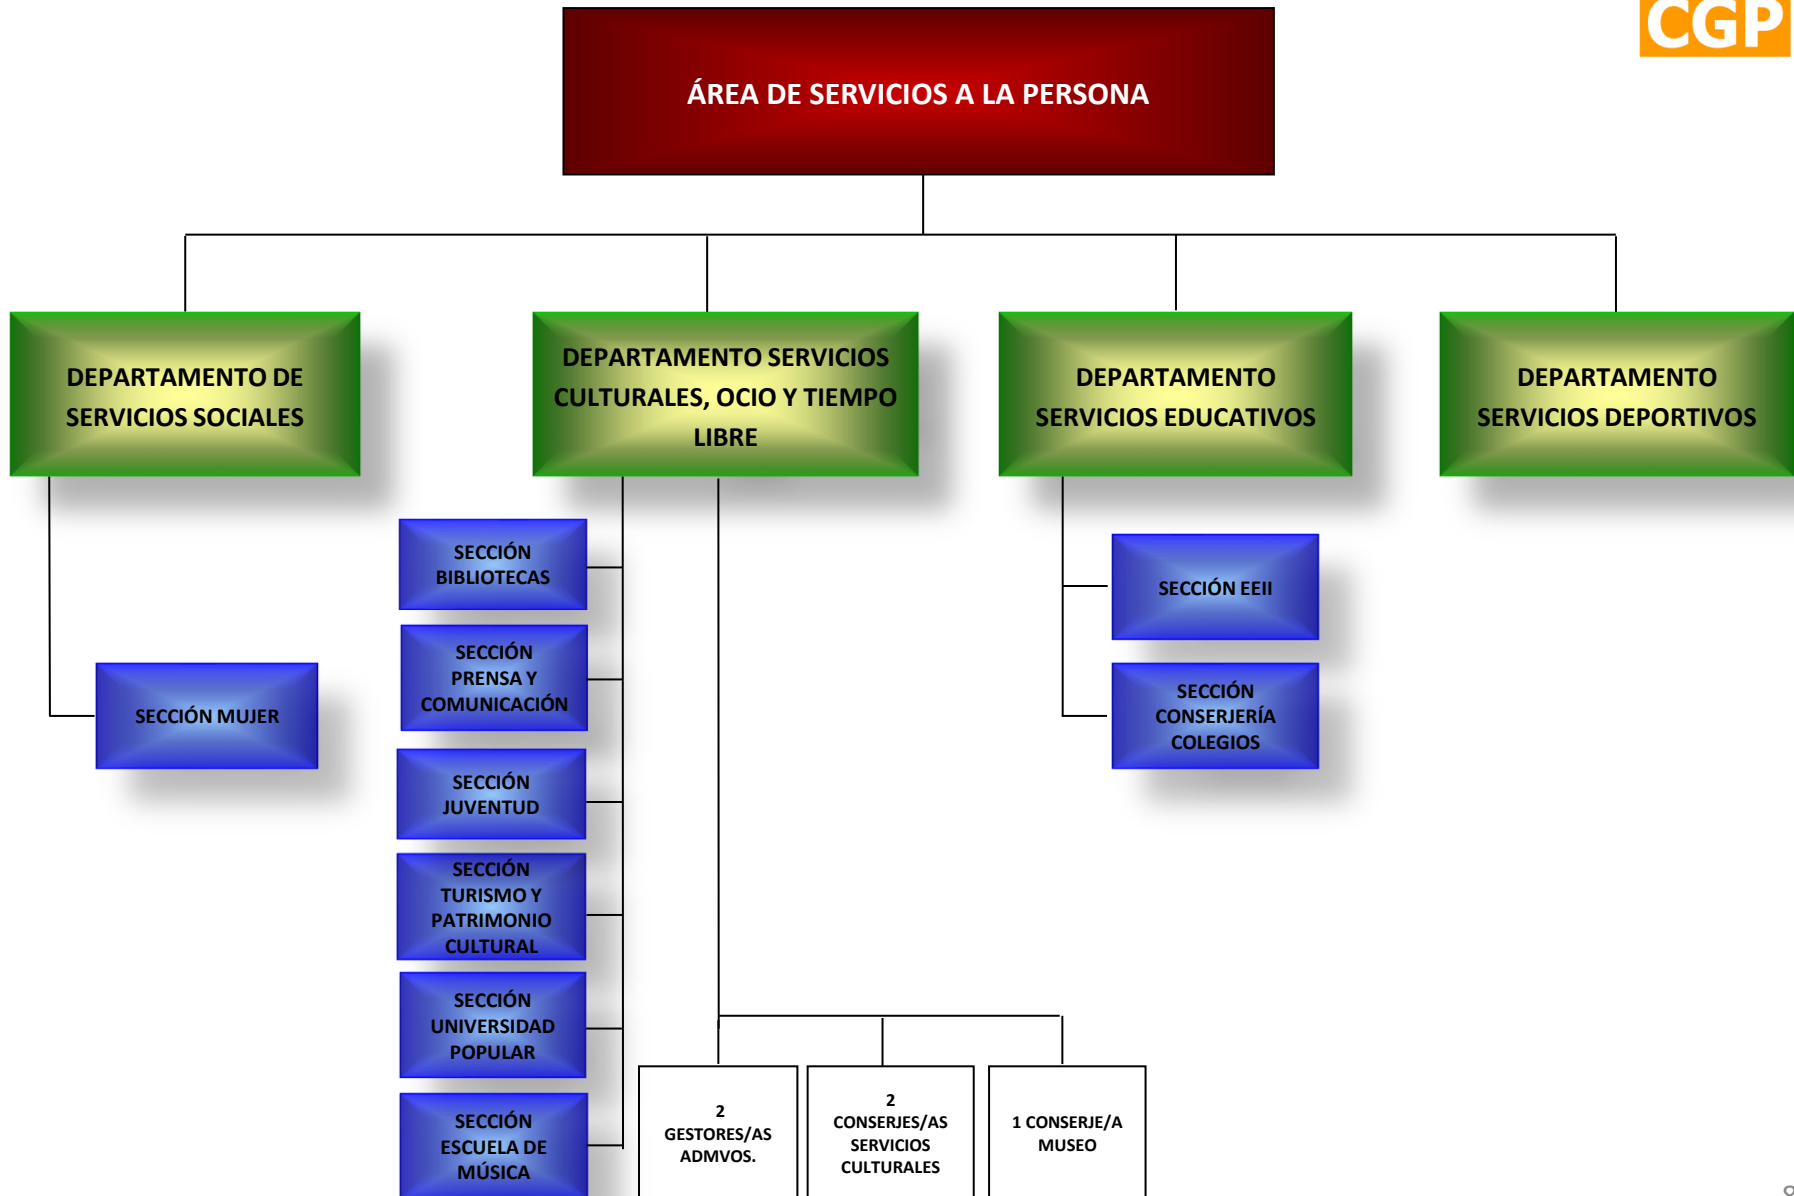 CGP
ÁREA DE SERVICIOS A LA PERSONA
DEPARTAMENTO DE
SERVICIOS SOCIALES
DEPARTAMENTO SERVICIOS
CULTURALES, OCIO Y TIEMPO
LIBRE
DEPARTAMENTO
SERVICIOS EDUCATIVOS
DEPARTAMENTO
SERVICIOS DEPORTIVOS
SECCIÓN MUJER
SECCIÓN
BIBLIOTECAS
SECCIÓN
PRENSA Y
COMUNICACIÓN
SECCIÓN
JUVENTUD
SECCIÓN
TURISMO Y
PATRIMONIO
CULTURAL
SECCIÓN
UNIVERSIDAD
POPULAR
SECCIÓN
ESCUELA DE
MÚSICA
2
GESTORES/AS
ADMVOS.
2
CONSERJES/AS
SERVICIOS
CULTURALES
1 CONSERJE/A
MUSEO
SECCIÓN EEII
SECCIÓN
CONSERJERÍA
COLEGIOS